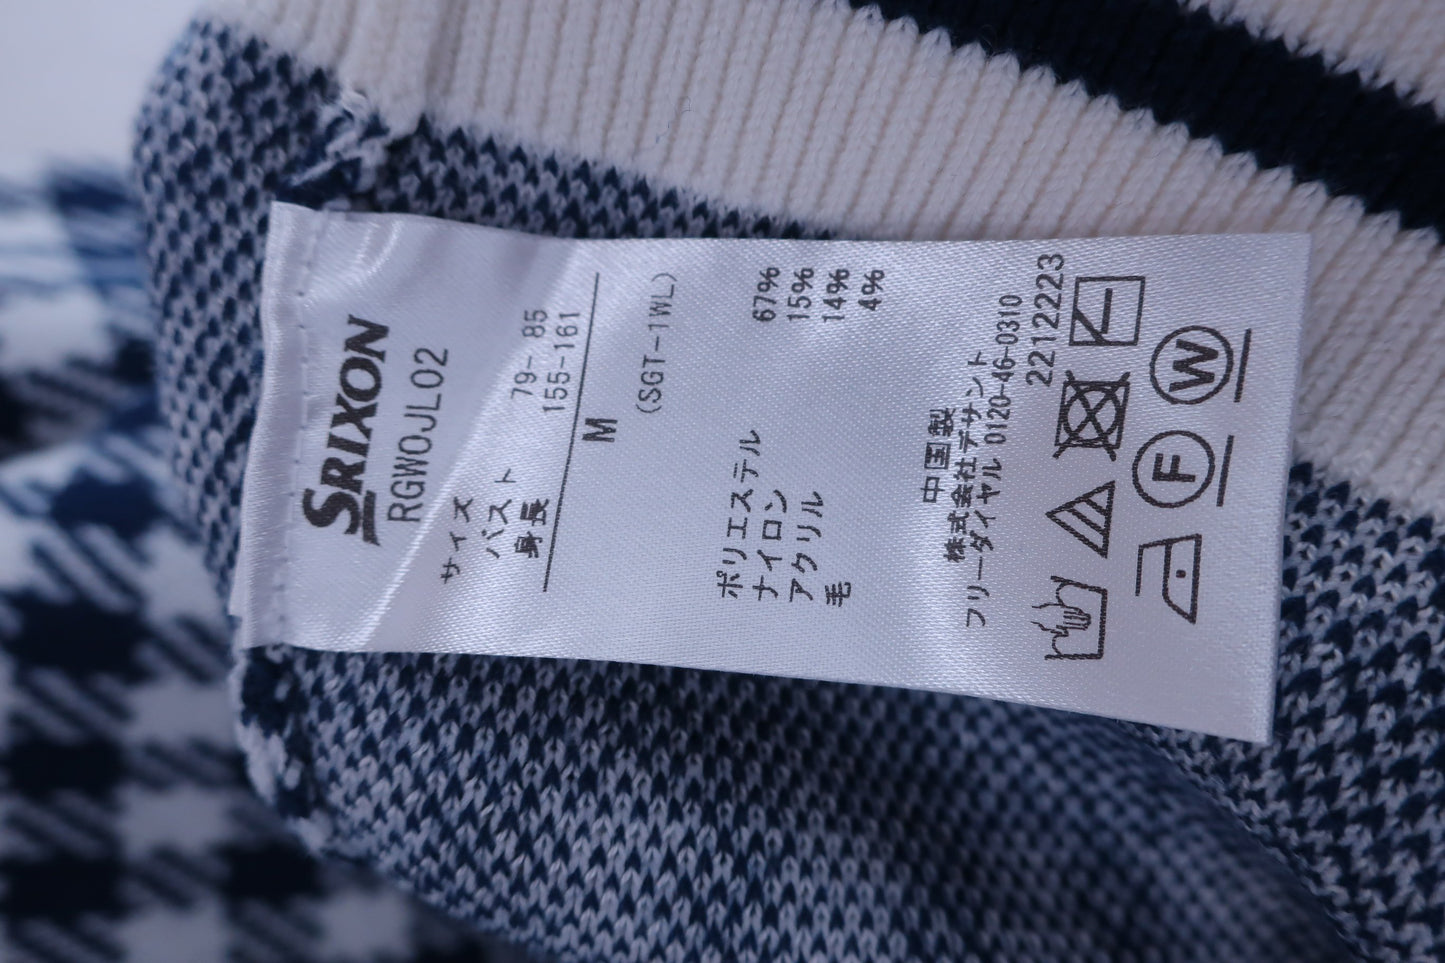 SRIXON
RGWOJL02
サイズ
バスト 79- 85
身長 155-161
M
(SGT-1WL)
ポリエステル 67%
ナイロン 15%
アクリル 14%
毛 4%
中国製
株式会社デサント
フリーダイヤル 0120-46-0310
2212223
F
W